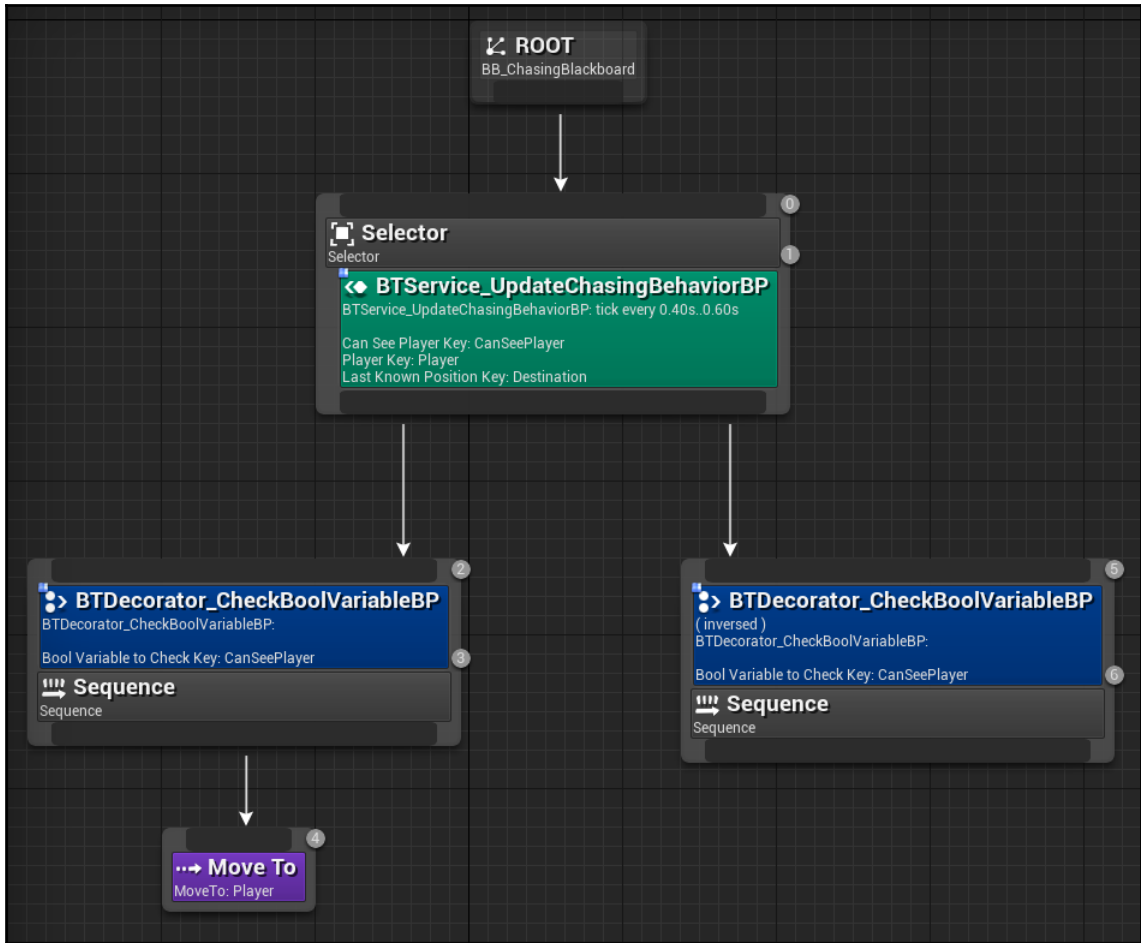 ROOT
BB_ChasingBlackboard
0
Selector
Selector
1
BTService_UpdateChasingBehaviorBP
BTService_UpdateChasingBehaviorBP: tick every 0.40s..0.60s
Can See Player Key: CanSeePlayer
Player Key: Player
Last Known Position Key: Destination
2
BTDecorator_CheckBoolVariableBP
BTDecorator_CheckBoolVariableBP:
Bool Variable to Check Key: CanSeePlayer
3
Sequence
Sequence
4
Move To
MoveTo: Player
5
BTDecorator_CheckBoolVariableBP
( inversed )
BTDecorator_CheckBoolVariableBP:
Bool Variable to Check Key: CanSeePlayer
6
Sequence
Sequence